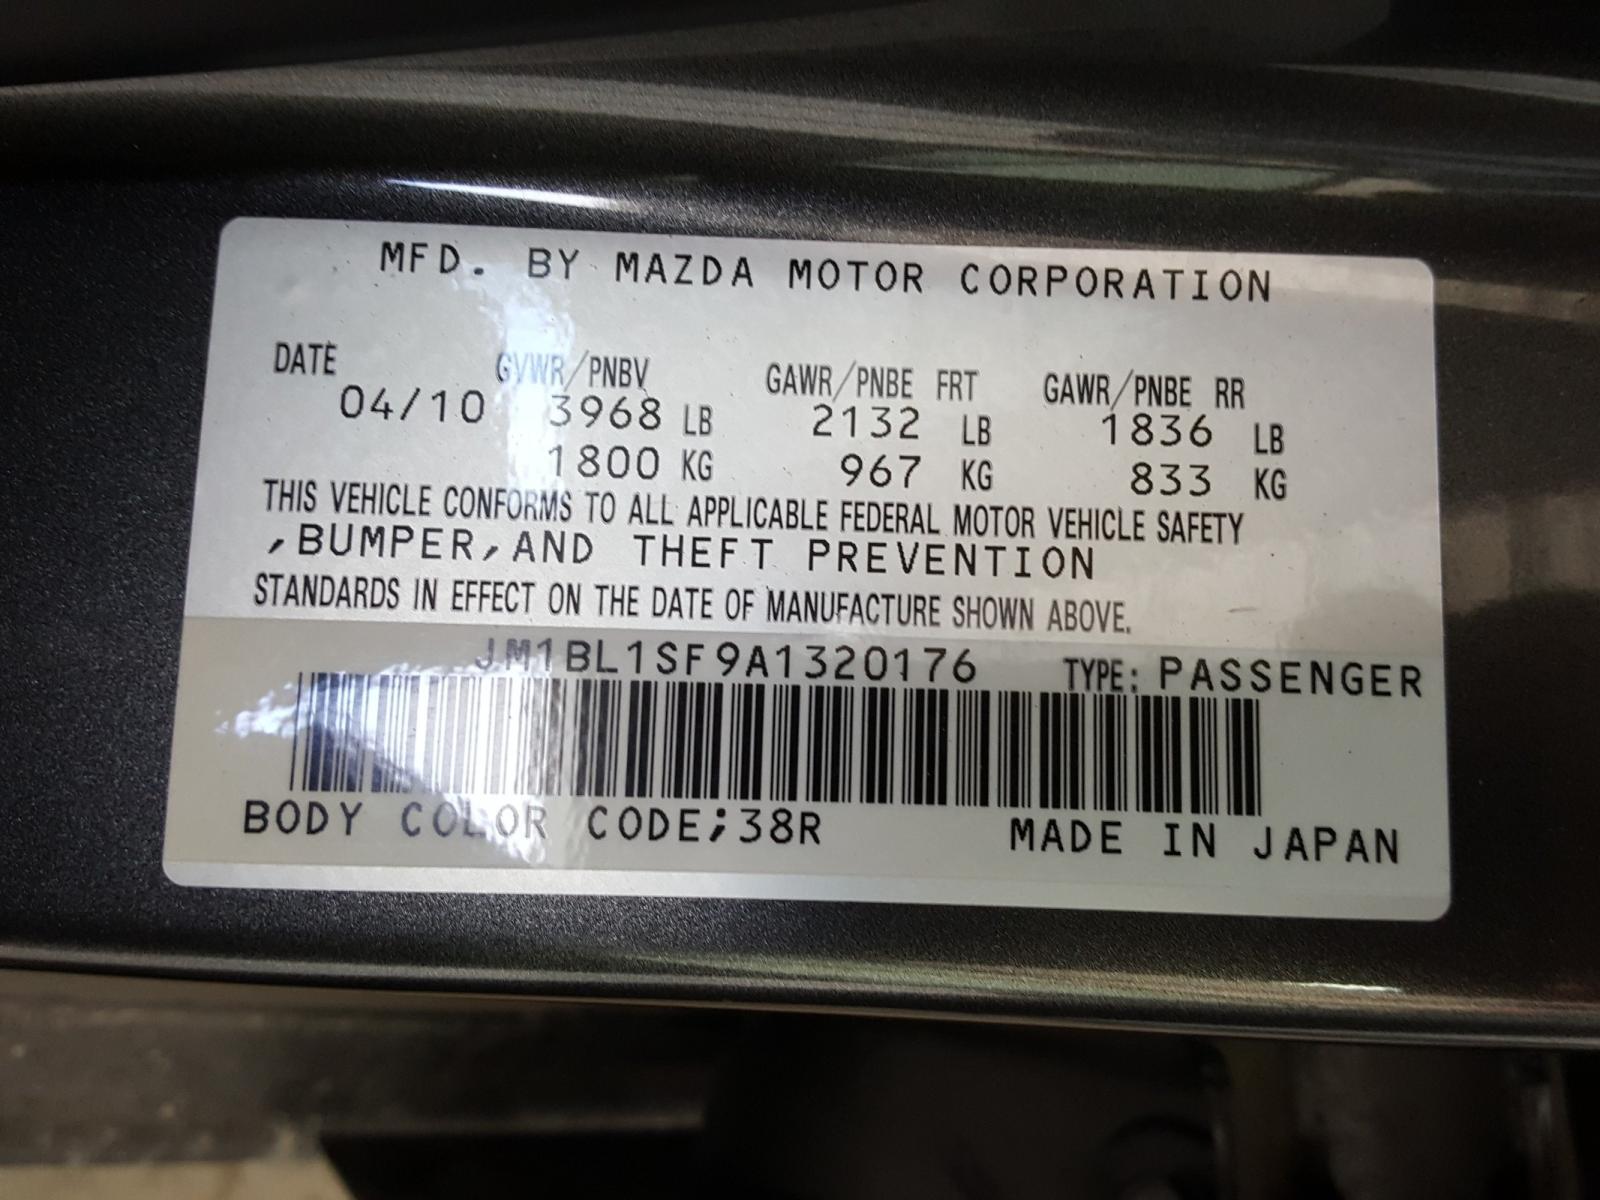 MFD. BY MAZDA MOTOR CORPORATION
DATE GVWR/PNBV GAWR/PNBE FRT GAWR/PNBE RR
04/10 3968 LB 2132 LB 1836 LB
1800 KG 967 KG 833 KG
THIS VEHICLE CONFORMS TO ALL APPLICABLE FEDERAL MOTOR VEHICLE SAFETY
,BUMPER,AND THEFT PREVENTION
STANDARDS IN EFFECT ON THE DATE OF MANUFACTURE SHOWN ABOVE.
JM1BL1SF9A1320176 TYPE: PASSENGER
BODY COLOR CODE;38R MADE IN JAPAN